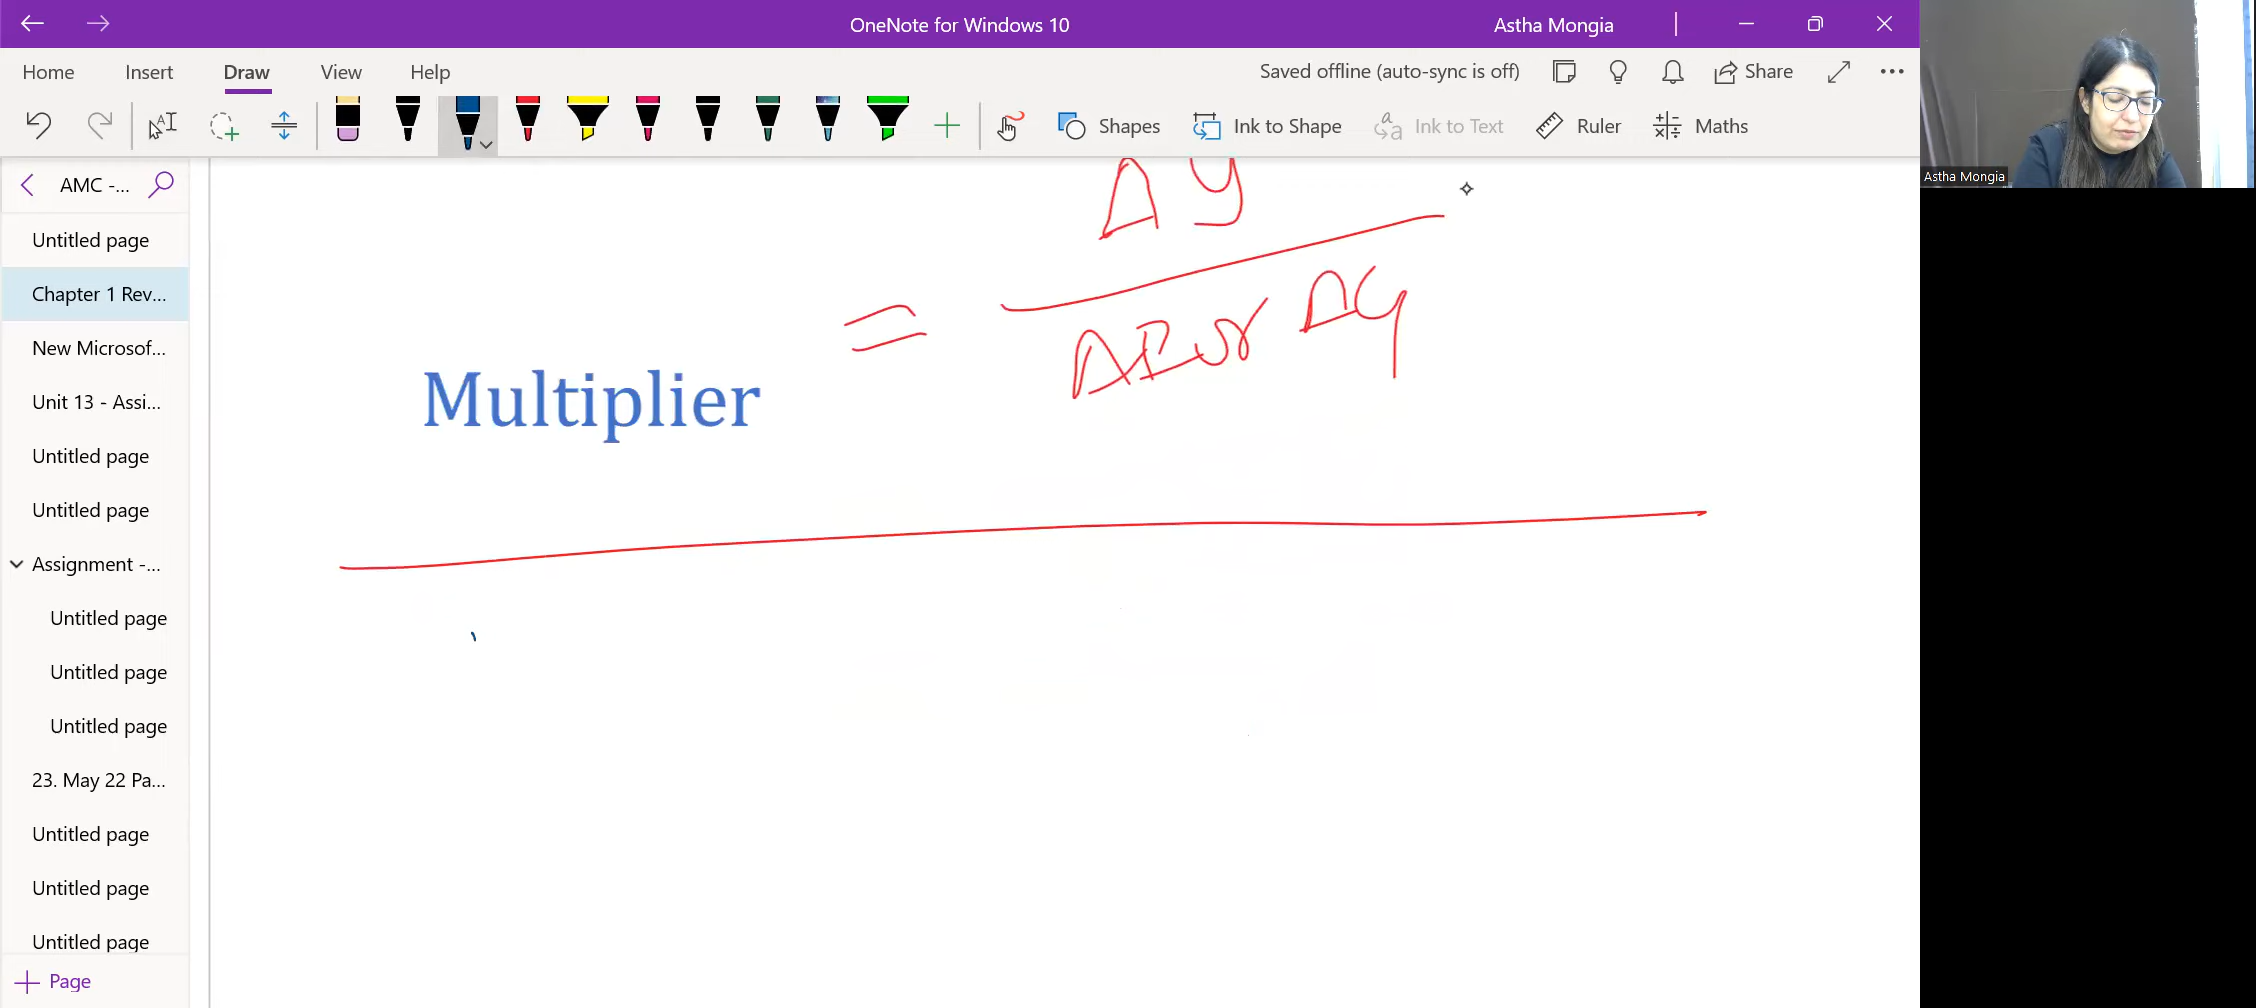 OneNote for Windows 10
Astha Mongia
Home Insert Draw View Help
Saved offline (auto-sync is off) Share
Shapes Ink to Shape Ink to Text Ruler Maths
AMC -...
Untitled page
Chapter 1 Rev...
New Microsof...
Unit 13 - Assi...
Untitled page
Untitled page
Assignment -...
Untitled page
Untitled page
Untitled page
23. May 22 Pa...
Untitled page
Untitled page
Untitled page
Page
Δ Y
=
or ΔG
Multiplier
Astha Mongia